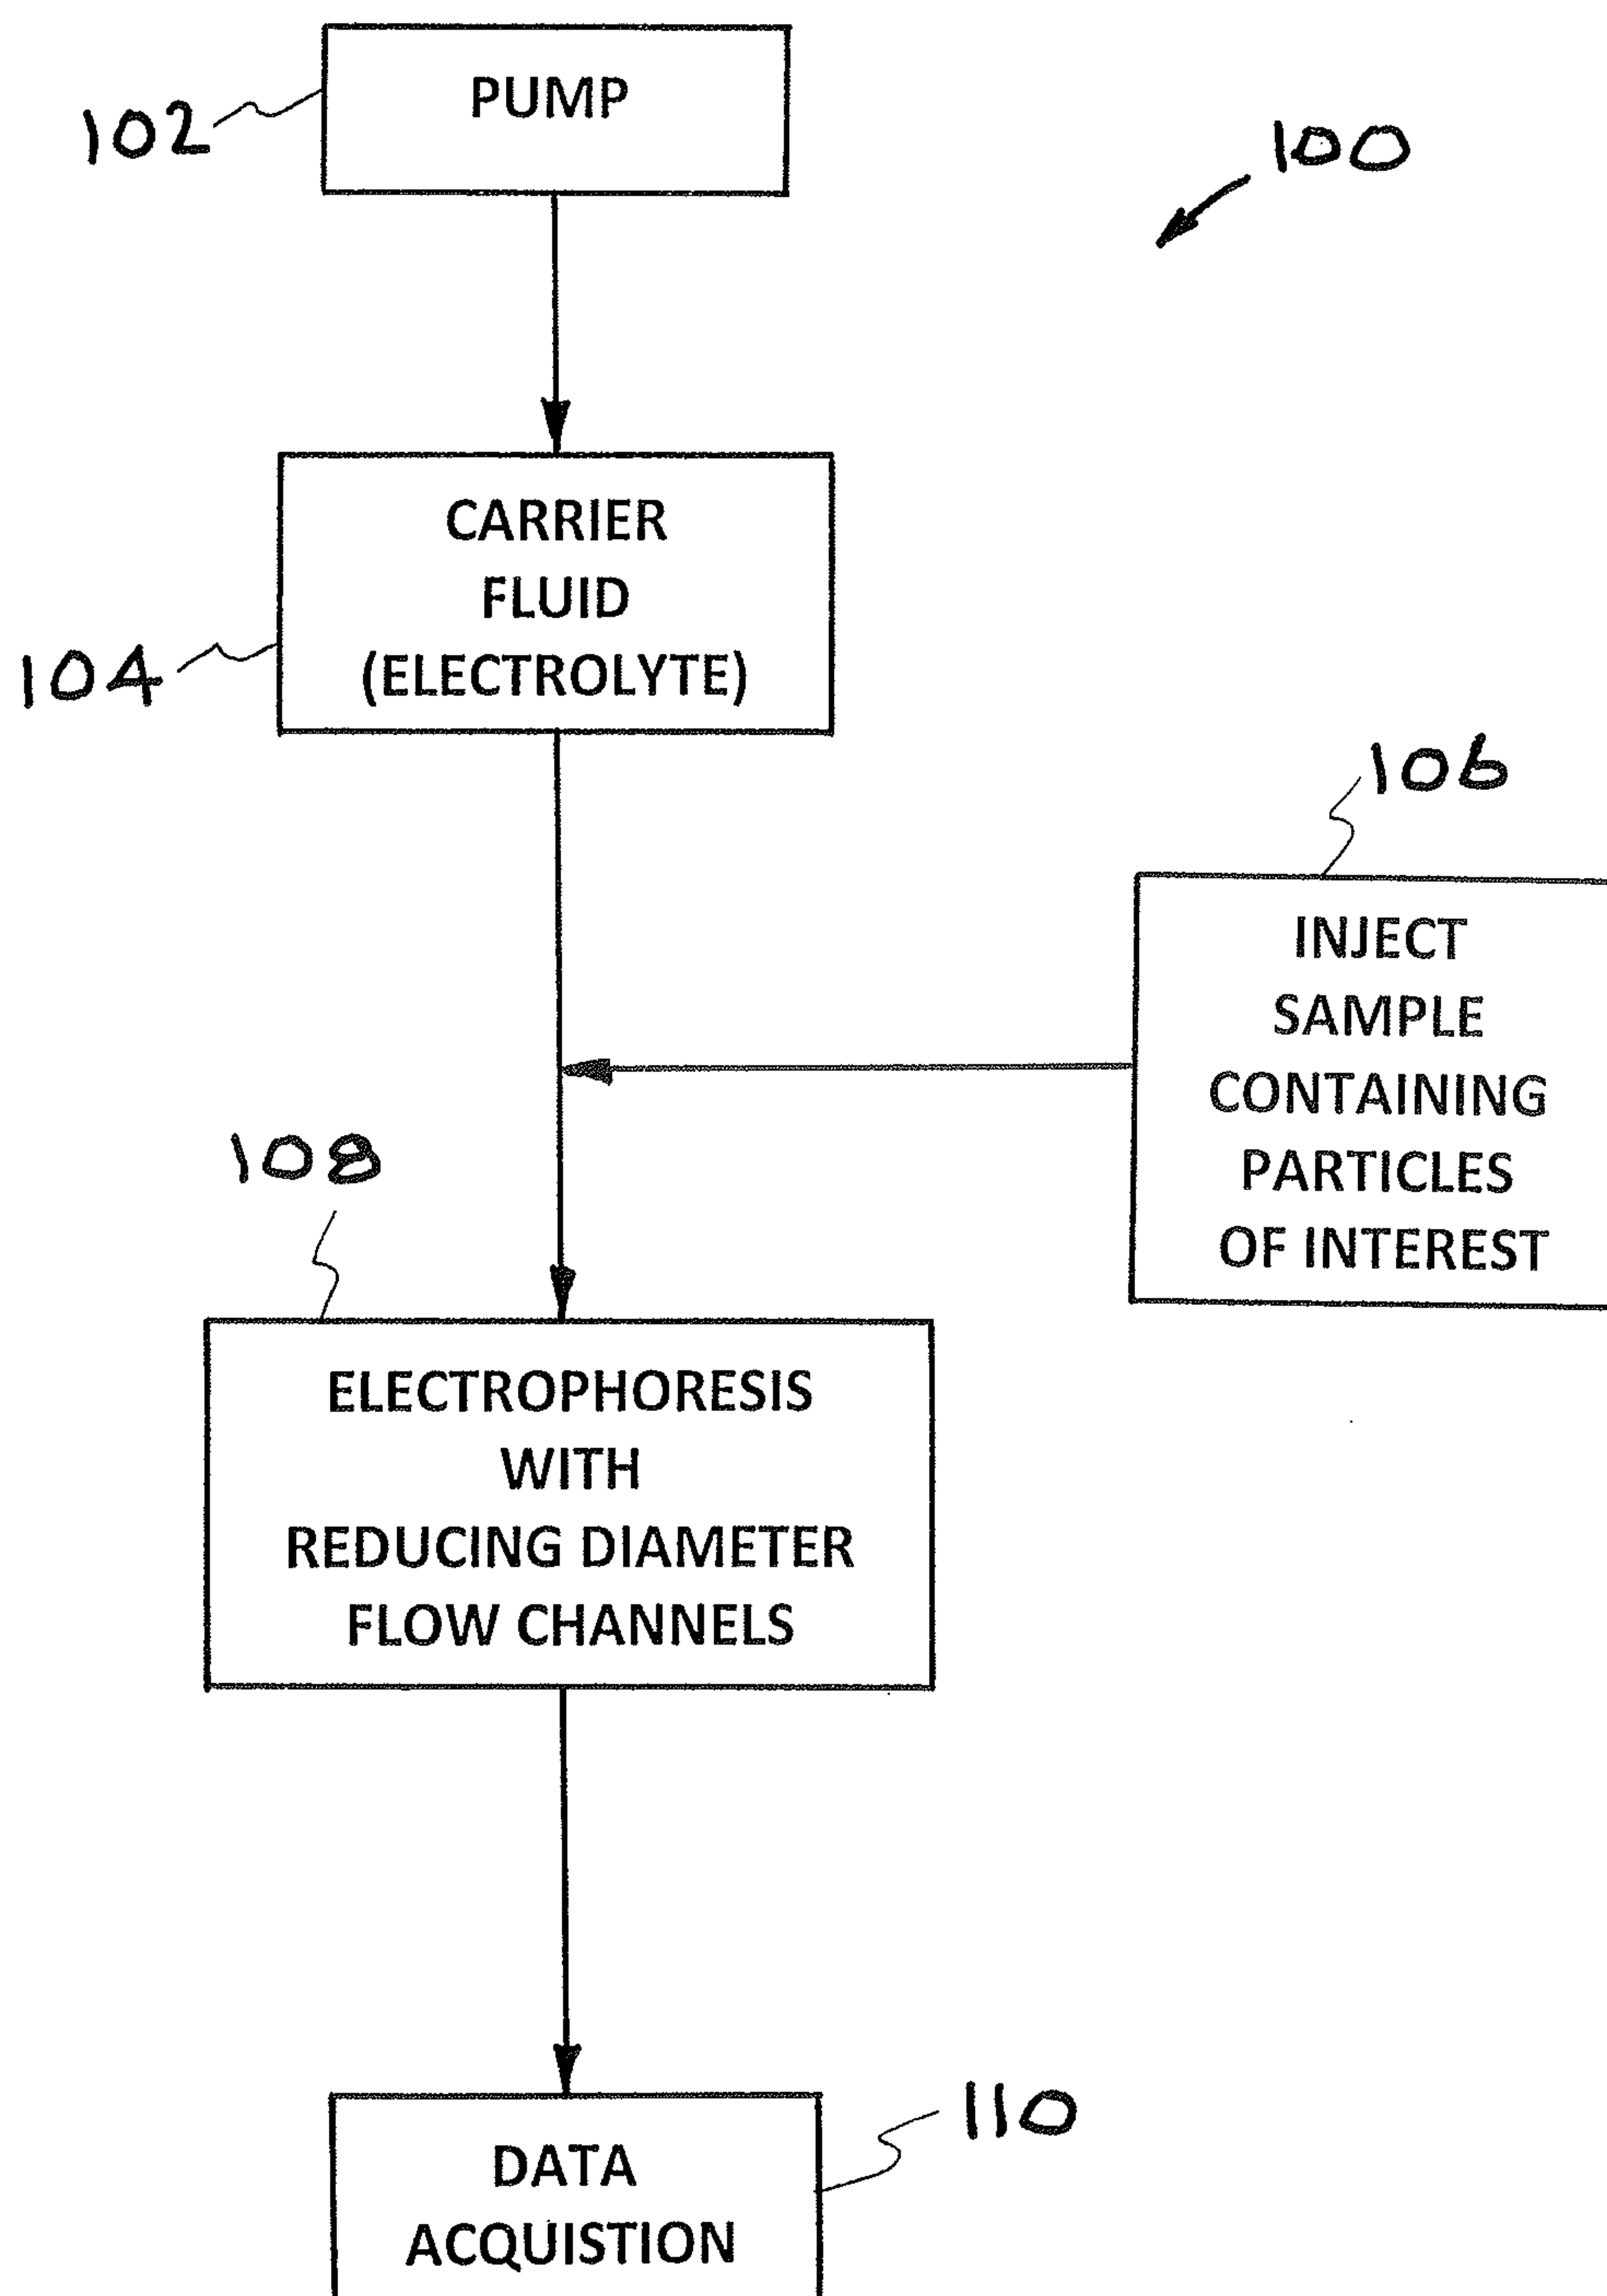 PUMP
102
100
CARRIER
FLUID
(ELECTROLYTE)
104
106
INJECT
SAMPLE
CONTAINING
PARTICLES
OF INTEREST
108
ELECTROPHORESIS
WITH
REDUCING DIAMETER
FLOW CHANNELS
110
DATA
ACQUISTION